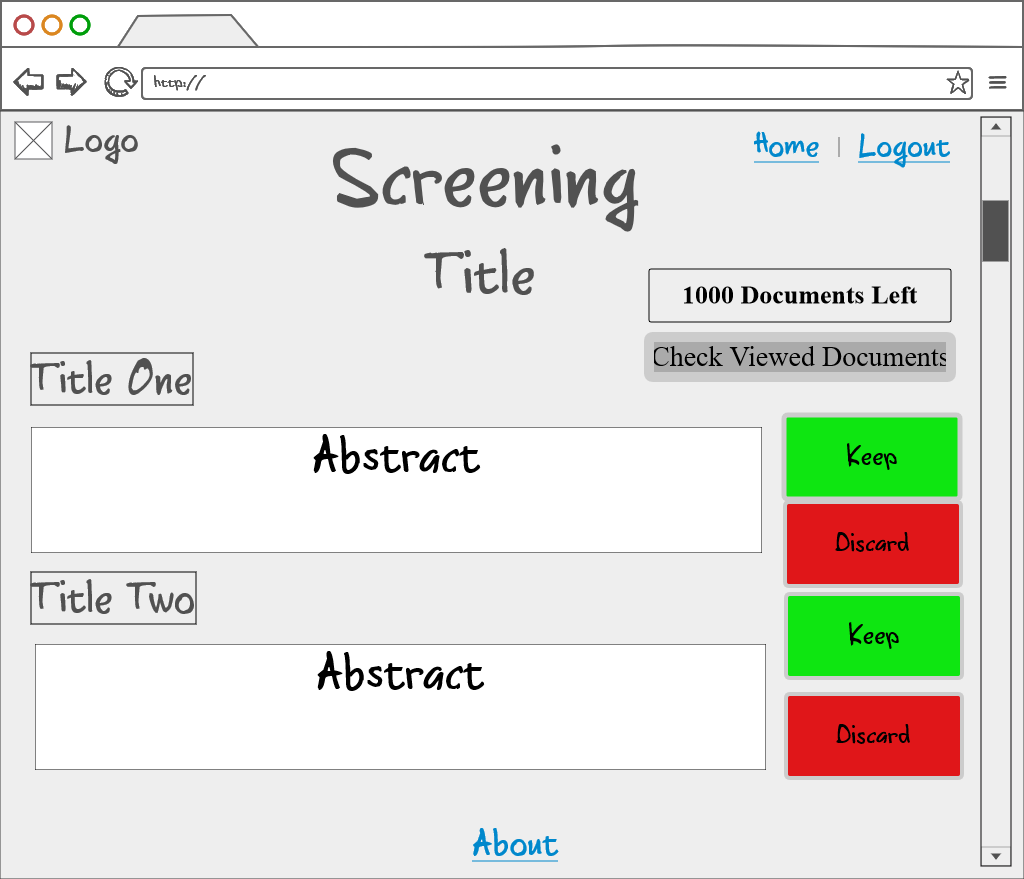 http://
Logo
Home | Logout
Screening
Title
1000 Documents Left
Check Viewed Documents
Title One
Abstract
Keep
Discard
Title Two
Abstract
Keep
Discard
About